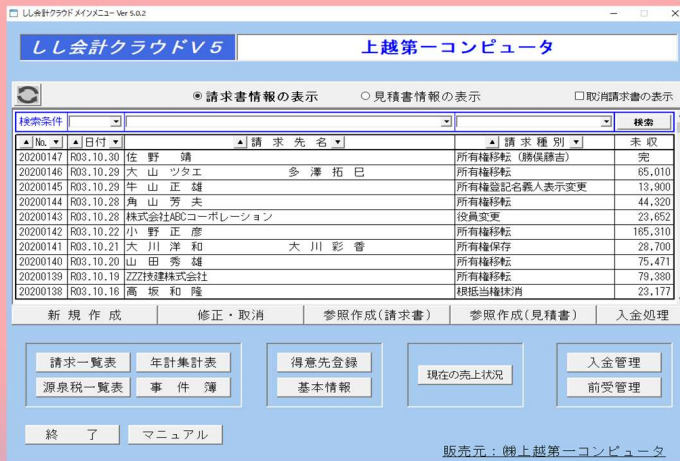 しし会計クラウド メインメニュー Ver 5.0.2
しし会計クラウドＶ５ 上越第一コンピュータ
請求書情報の表示 見積書情報の表示 取消請求書の表示
検索条件 検索
▲ No. ▼ ▲ 日付 ▼ ▲ 請 求 先 名 ▼ ▲ 請 求 種 別 ▼ 未 収
20200147 R03.10.30 佐 野 靖 所有権移転（勝俣藤吉） 完
20200146 R03.10.29 大 山 ツタエ 多 澤 拓 巳 所有権移転 65,010
20200145 R03.10.29 牛 山 正 雄 所有権登記名義人表示変更 13,900
20200144 R03.10.28 角 山 芳 夫 所有権移転 44,320
20200143 R03.10.28 株式会社ABCコーポレーション 役員変更 23,652
20200142 R03.10.22 小 野 正 彦 所有権移転 165,310
20200141 R03.10.21 大 川 洋 和 大 川 彩 香 所有権保存 28,700
20200140 R03.10.20 山 田 秀 雄 所有権移転 75,471
20200139 R03.10.19 ZZZ技建株式会社 所有権移転 79,380
20200138 R03.10.16 高 坂 和 隆 根抵当権抹消 23,177
新 規 作 成 修正・取消 参照作成(請求書) 参照作成(見積書) 入金処理
請求一覧表 年計集計表 得意先登録 現在の売上状況 入金管理
源泉税一覧表 事 件 簿 基本情報 前受管理
終 了 マニュアル
販売元：㈱上越第一コンピュータ